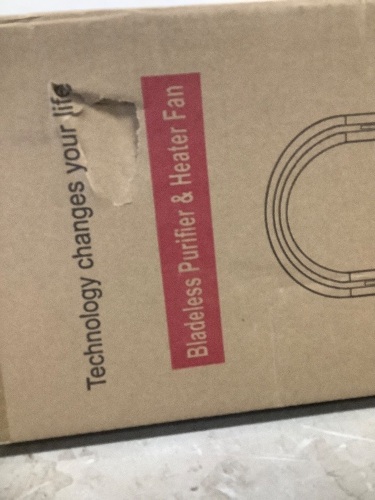 Technology changes your life
Bladeless Purifier & Heater Fan